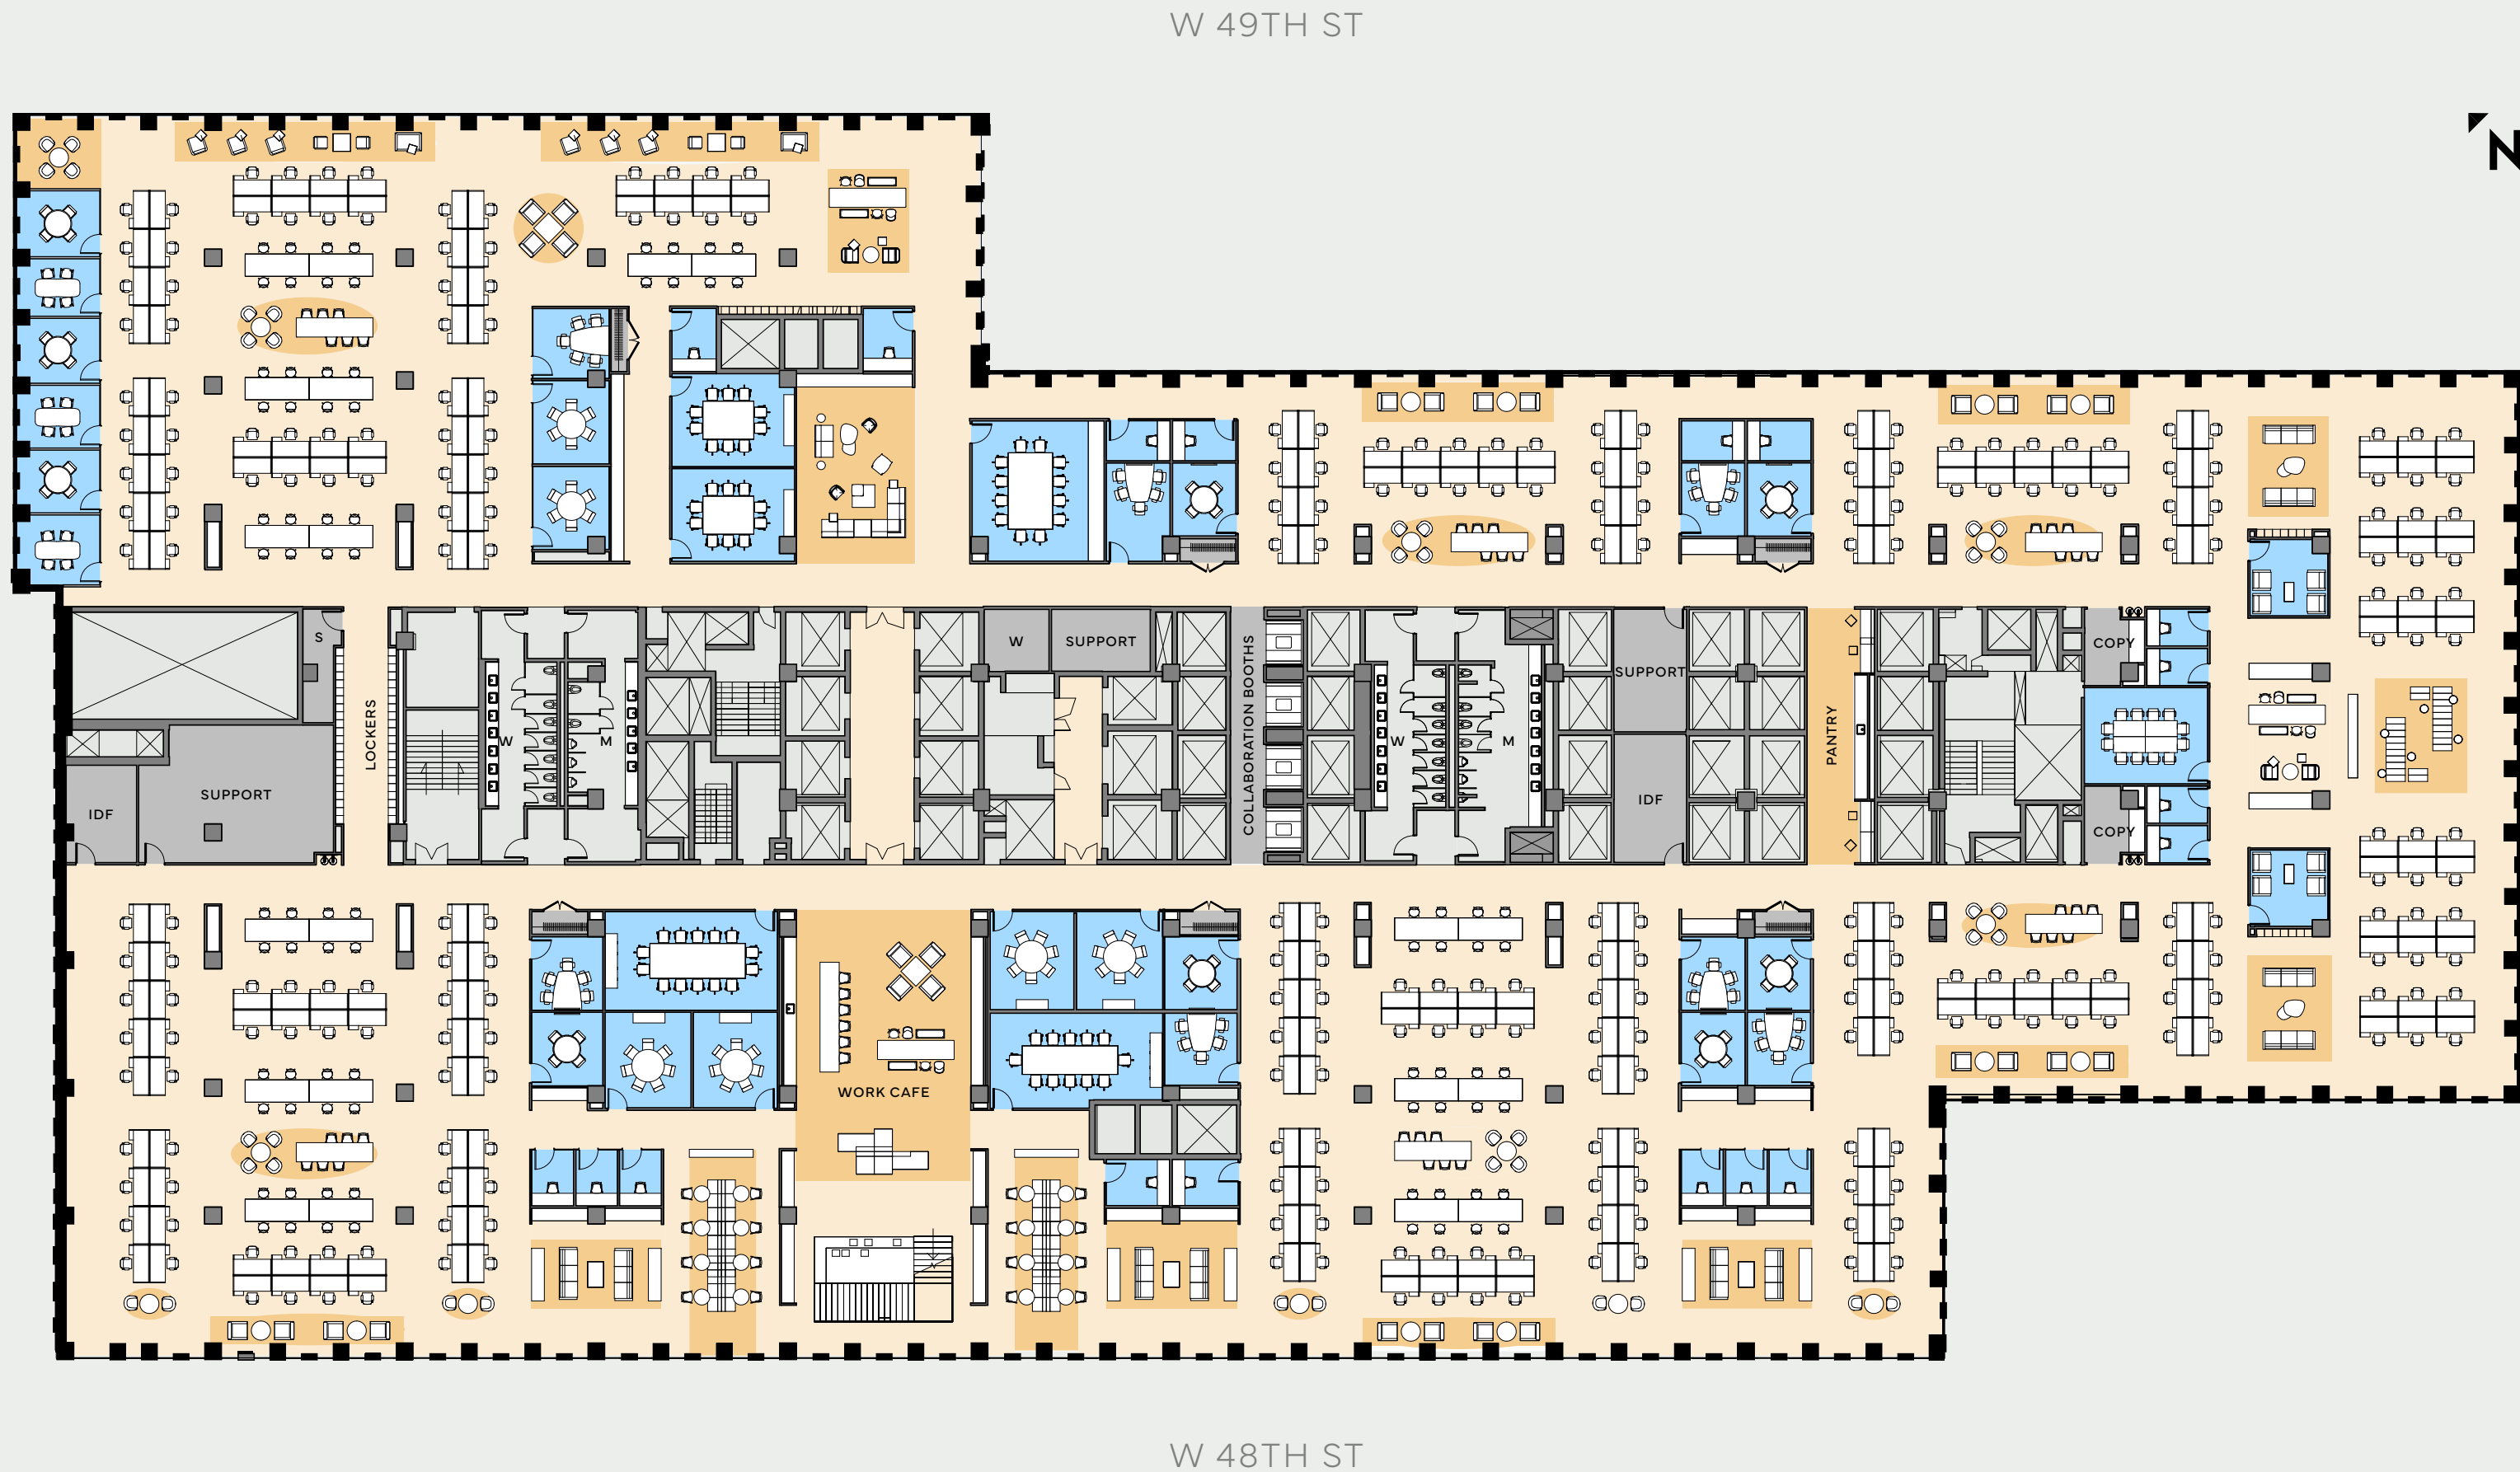 W 49TH ST
N
S
W
SUPPORT
COPY
SUPPORT
LOCKERS
COLLABORATION BOOTHS
PANTRY
W
M
W
M
SUPPORT
IDF
IDF
COPY
WORK CAFE
W 48TH ST